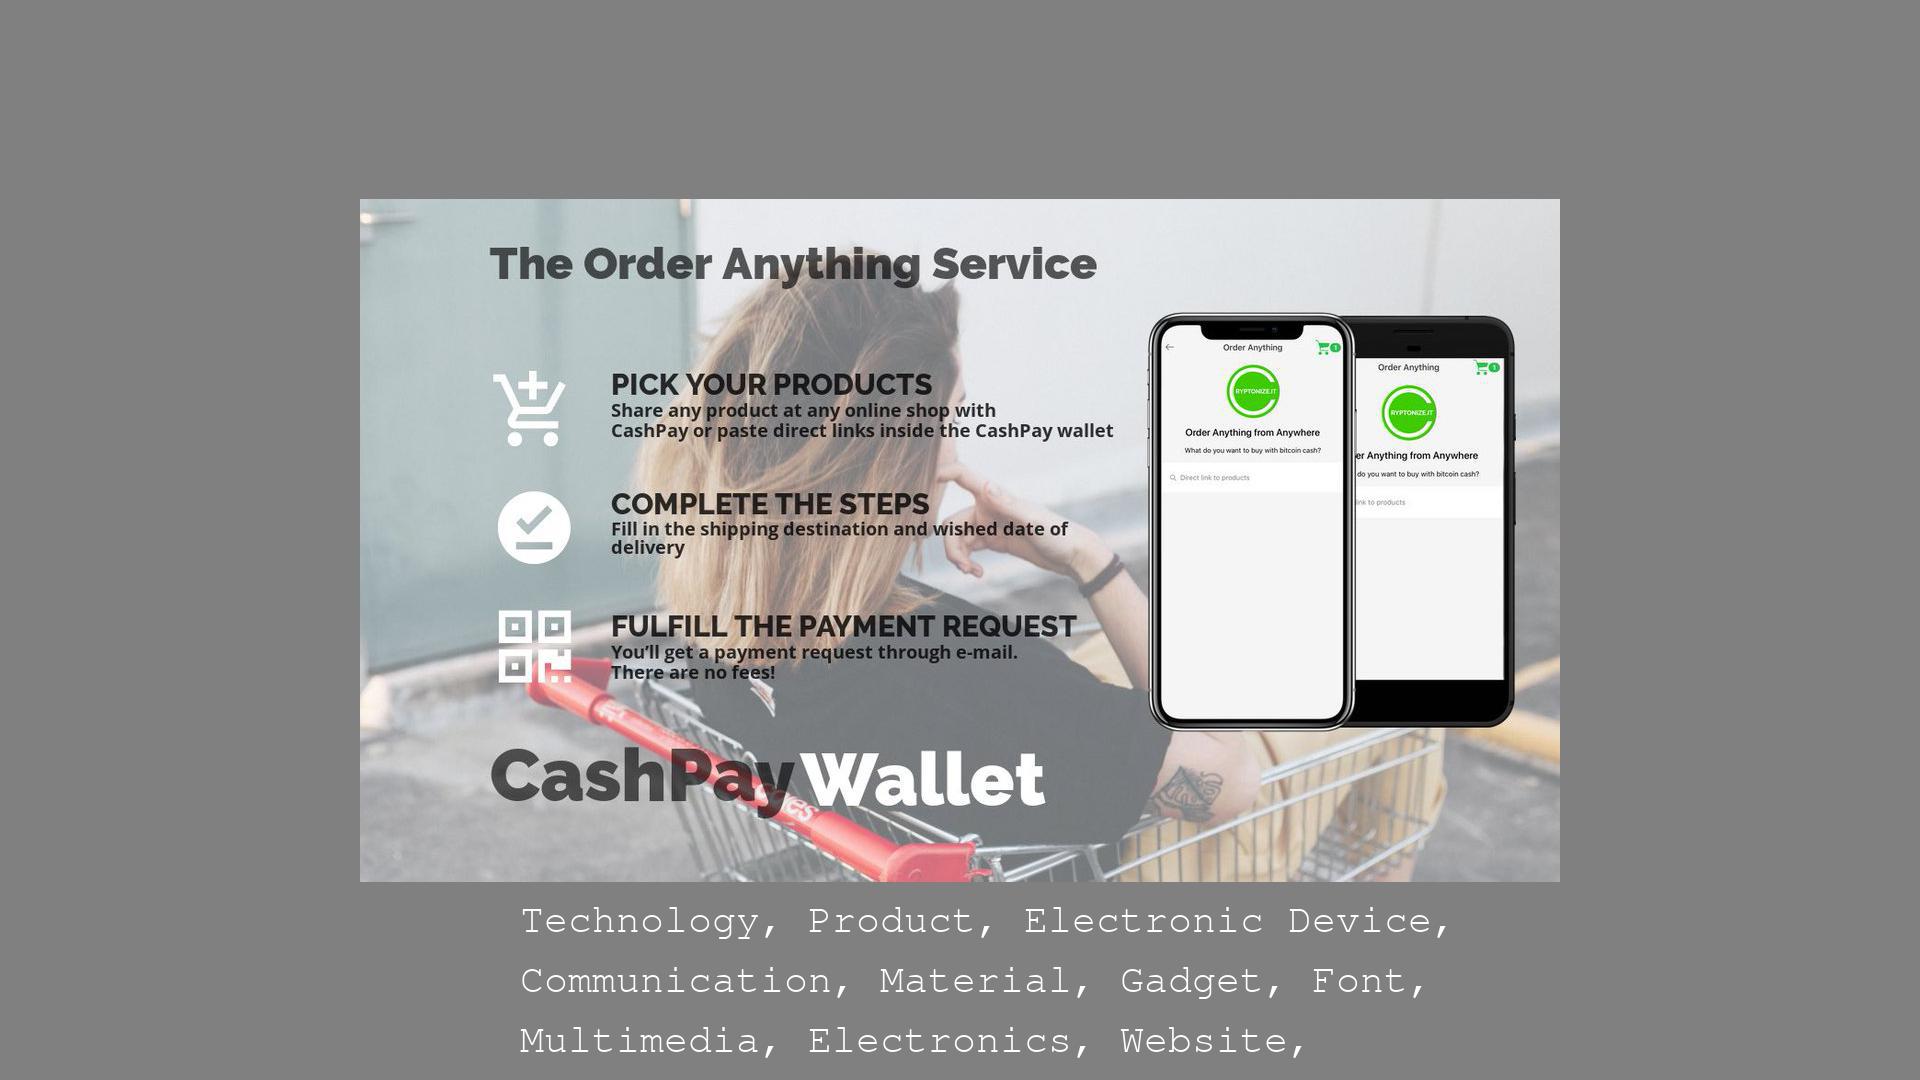 The Order Anything Service
PICK YOUR PRODUCTS
Share any product at any online shop with
CashPay or paste direct links inside the CashPay wallet
COMPLETE THE STEPS
Fill in the shipping destination and wished date of
delivery
FULFILL THE PAYMENT REQUEST
You'll get a payment request through e-mail.
There are no fees!
CashPay Wallet
Order Anything
1
RYPTONIZE.IT
Order Anything from Anywhere
What do you want to buy with bitcoin cash?
Direct link to products
Order Anything
1
RYPTONIZE.IT
er Anything from Anywhere
do you want to buy with bitcoin cash?
ink to products
Technology, Product, Electronic Device,
Communication, Material, Gadget, Font,
Multimedia, Electronics, Website,